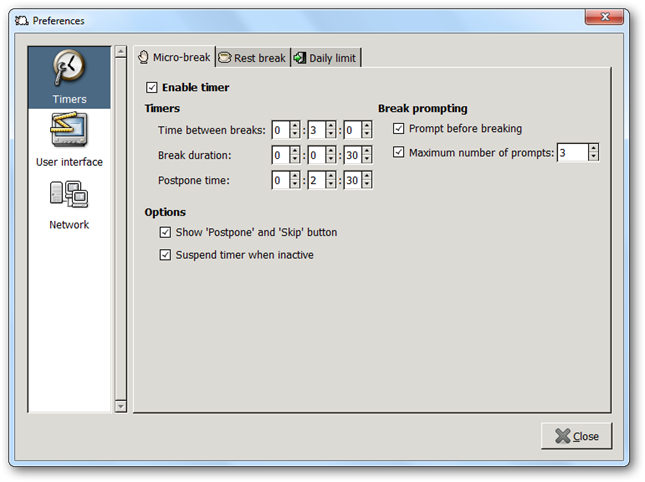 Preferences
Timers
User interface
Network
Micro-break Rest break Daily limit
Enable timer
Timers
Time between breaks: 0 : 3 : 0
Break duration: 0 : 0 : 30
Postpone time: 0 : 2 : 30
Break prompting
Prompt before breaking
Maximum number of prompts: 3
Options
Show 'Postpone' and 'Skip' button
Suspend timer when inactive
Close